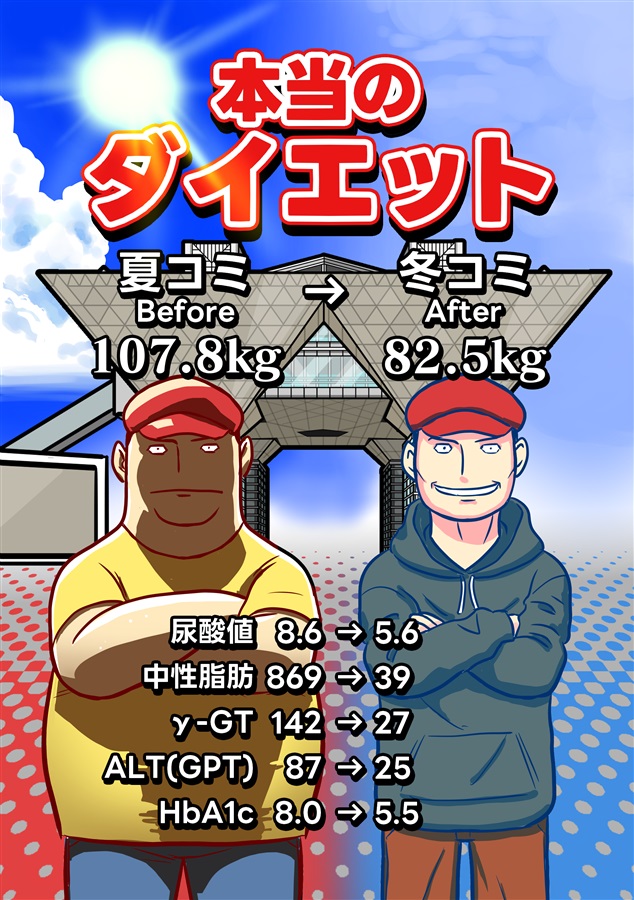 本当の
ダイエット
夏コミ → 冬コミ
Before After
107.8kg 82.5kg
尿酸値 8.6 → 5.6
中性脂肪 869 → 39
γ-GT 142 → 27
ALT(GPT) 87 → 25
HbA1c 8.0 → 5.5